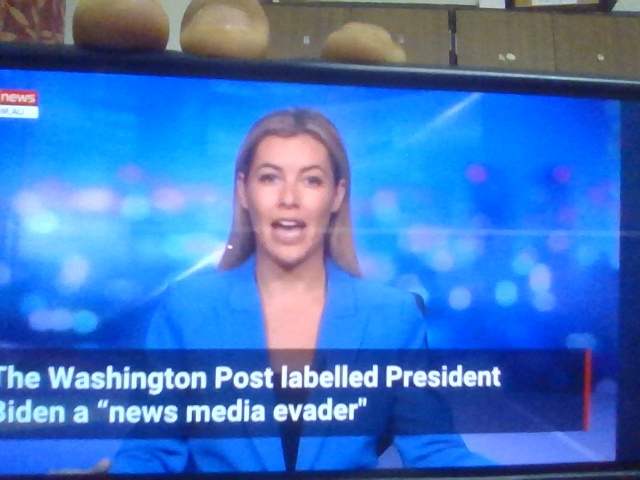 news
The Washington Post labelled President
Biden a “news media evader"